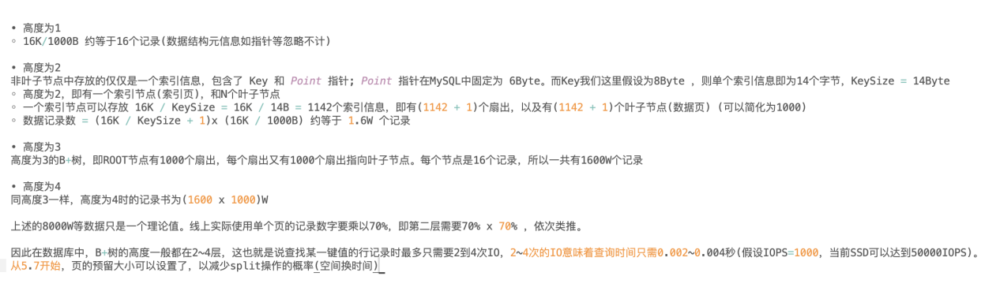 • 高度为1
◦ 16K/1000B 约等于16个记录(数据结构元信息如指针等忽略不计)
• 高度为2
非叶子节点中存放的仅仅是一个索引信息，包含了 Key 和 Point 指针; Point 指针在MySQL中固定为 6Byte。而Key我们这里假设为8Byte ，则单个索引信息即为14个字节，KeySize = 14Byte
◦ 高度为2，即有一个索引节点(索引页)，和N个叶子节点
◦ 一个索引节点可以存放 16K / KeySize = 16K / 14B = 1142个索引信息，即有(1142 + 1)个扇出，以及有(1142 + 1)个叶子节点(数据页) (可以简化为1000)
◦ 数据记录数 = (16K / KeySize + 1)x (16K / 1000B) 约等于 1.6W 个记录
• 高度为3
高度为3的B+树，即ROOT节点有1000个扇出，每个扇出又有1000个扇出指向叶子节点。每个节点是16个记录，所以一共有1600W个记录
• 高度为4
同高度3一样，高度为4时的记录书为(1600 x 1000)W
上述的8000W等数据只是一个理论值。线上实际使用单个页的记录数字要乘以70%，即第二层需要70% x 70% ，依次类推。
因此在数据库中，B+树的高度一般都在2~4层，这也就是说查找某一键值的行记录时最多只需要2到4次IO，2~4次的IO意味着查询时间只需0.002~0.004秒(假设IOPS=1000，当前SSD可以达到50000IOPS)。
从5.7开始，页的预留大小可以设置了，以减少split操作的概率(空间换时间)